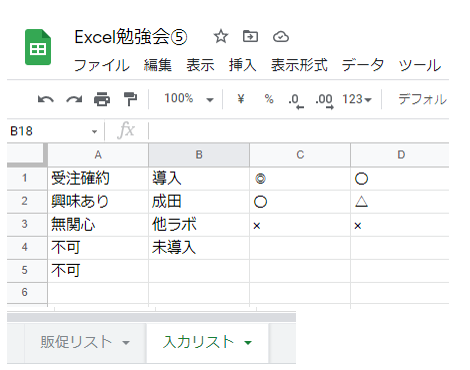 Excel勉強会⑤
ファイル 編集 表示 挿入 表示形式 データ ツール
100% ¥ % .0 .00 123 デフォル
B18 fx
A B C D
1 受注確約 導入 ◎ 〇
2 興味あり 成田 〇 △
3 無関心 他ラボ × ×
4 不可 未導入
5 不可
6
販促リスト 入力リスト